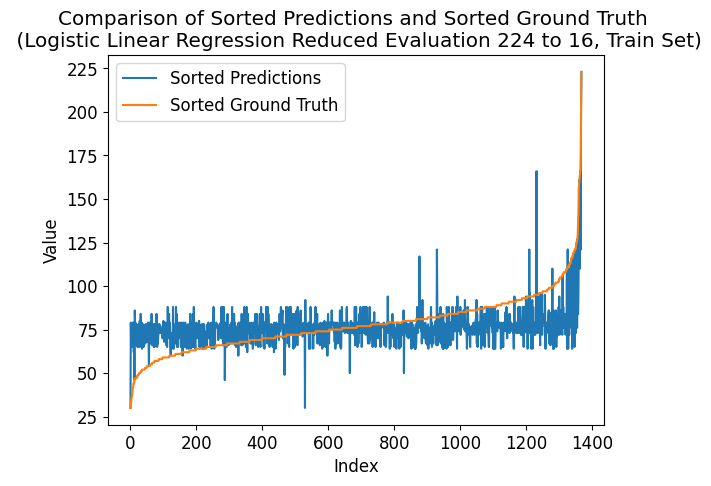 Comparison of Sorted Predictions and Sorted Ground Truth
(Logistic Linear Regression Reduced Evaluation 224 to 16, Train Set)
Sorted Predictions
Sorted Ground Truth
225
200
175
150
125
100
75
50
25
Value
0 200 400 600 800 1000 1200 1400
Index